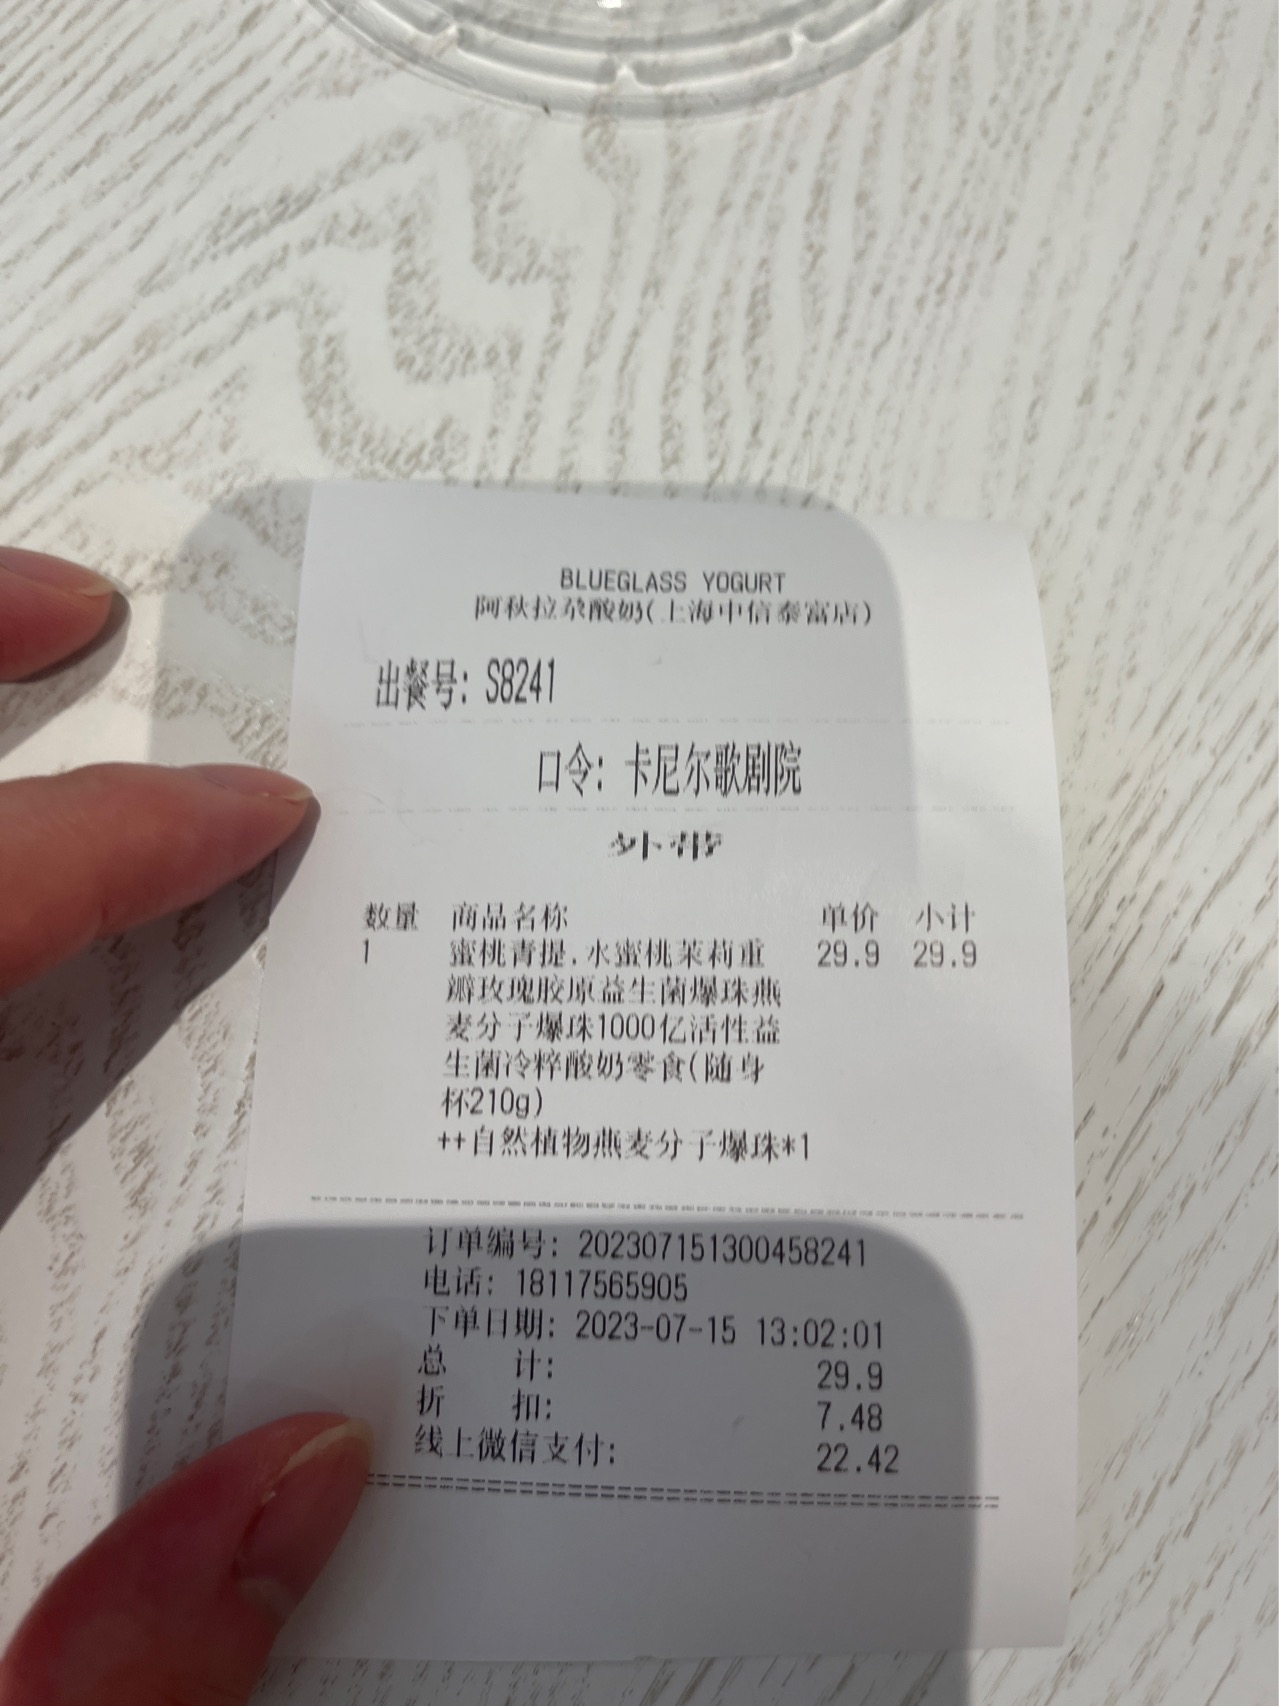 BLUEGLASS YOGURT
阿秋拉尕酸奶(上海中信泰富店)
出餐号: S8241
口令: 卡尼尔歌剧院
外带
数量 商品名称 单价 小计
1 蜜桃青提.水蜜桃茉莉重 29.9 29.9
瓣玫瑰胶原益生菌爆珠燕
麦分子爆珠1000亿活性益
生菌冷粹酸奶零食(随身
杯210g)
++自然植物燕麦分子爆珠*1
订单编号: 202307151300458241
电话: 18117565905
下单日期: 2023-07-15 13:02:01
总 计: 29.9
折 扣: 7.48
线上微信支付: 22.42